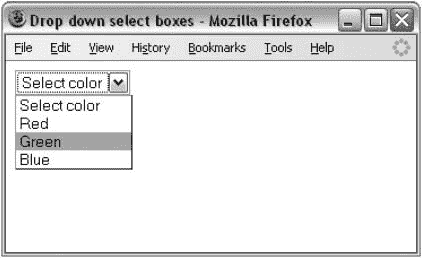 Drop down select boxes - Mozilla Firefox
File Edit View History Bookmarks Tools Help
Select color
Select color
Red
Green
Blue